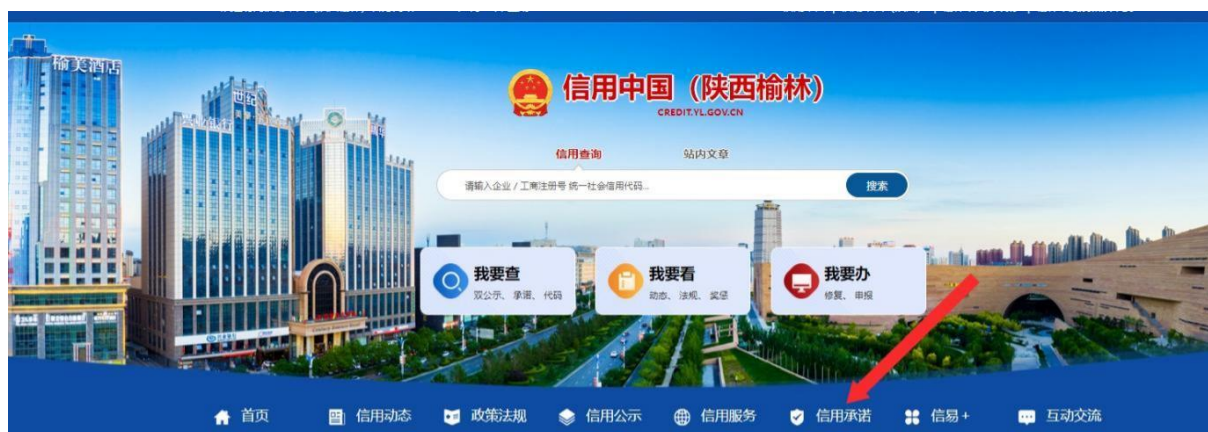 榆美酒店
世纪
信用中国（陕西榆林）
CREDIT.YL.GOV.CN
信用查询 站内文章
请输入企业 / 工商注册号 统一社会信用代码... 搜索
我要查 我要看 我要办
双公示、承诺、代码 动态、法规、奖惩 修复、申报
首页 信用动态 政策法规 信用公示 信用服务 信用承诺 信易+ 互动交流